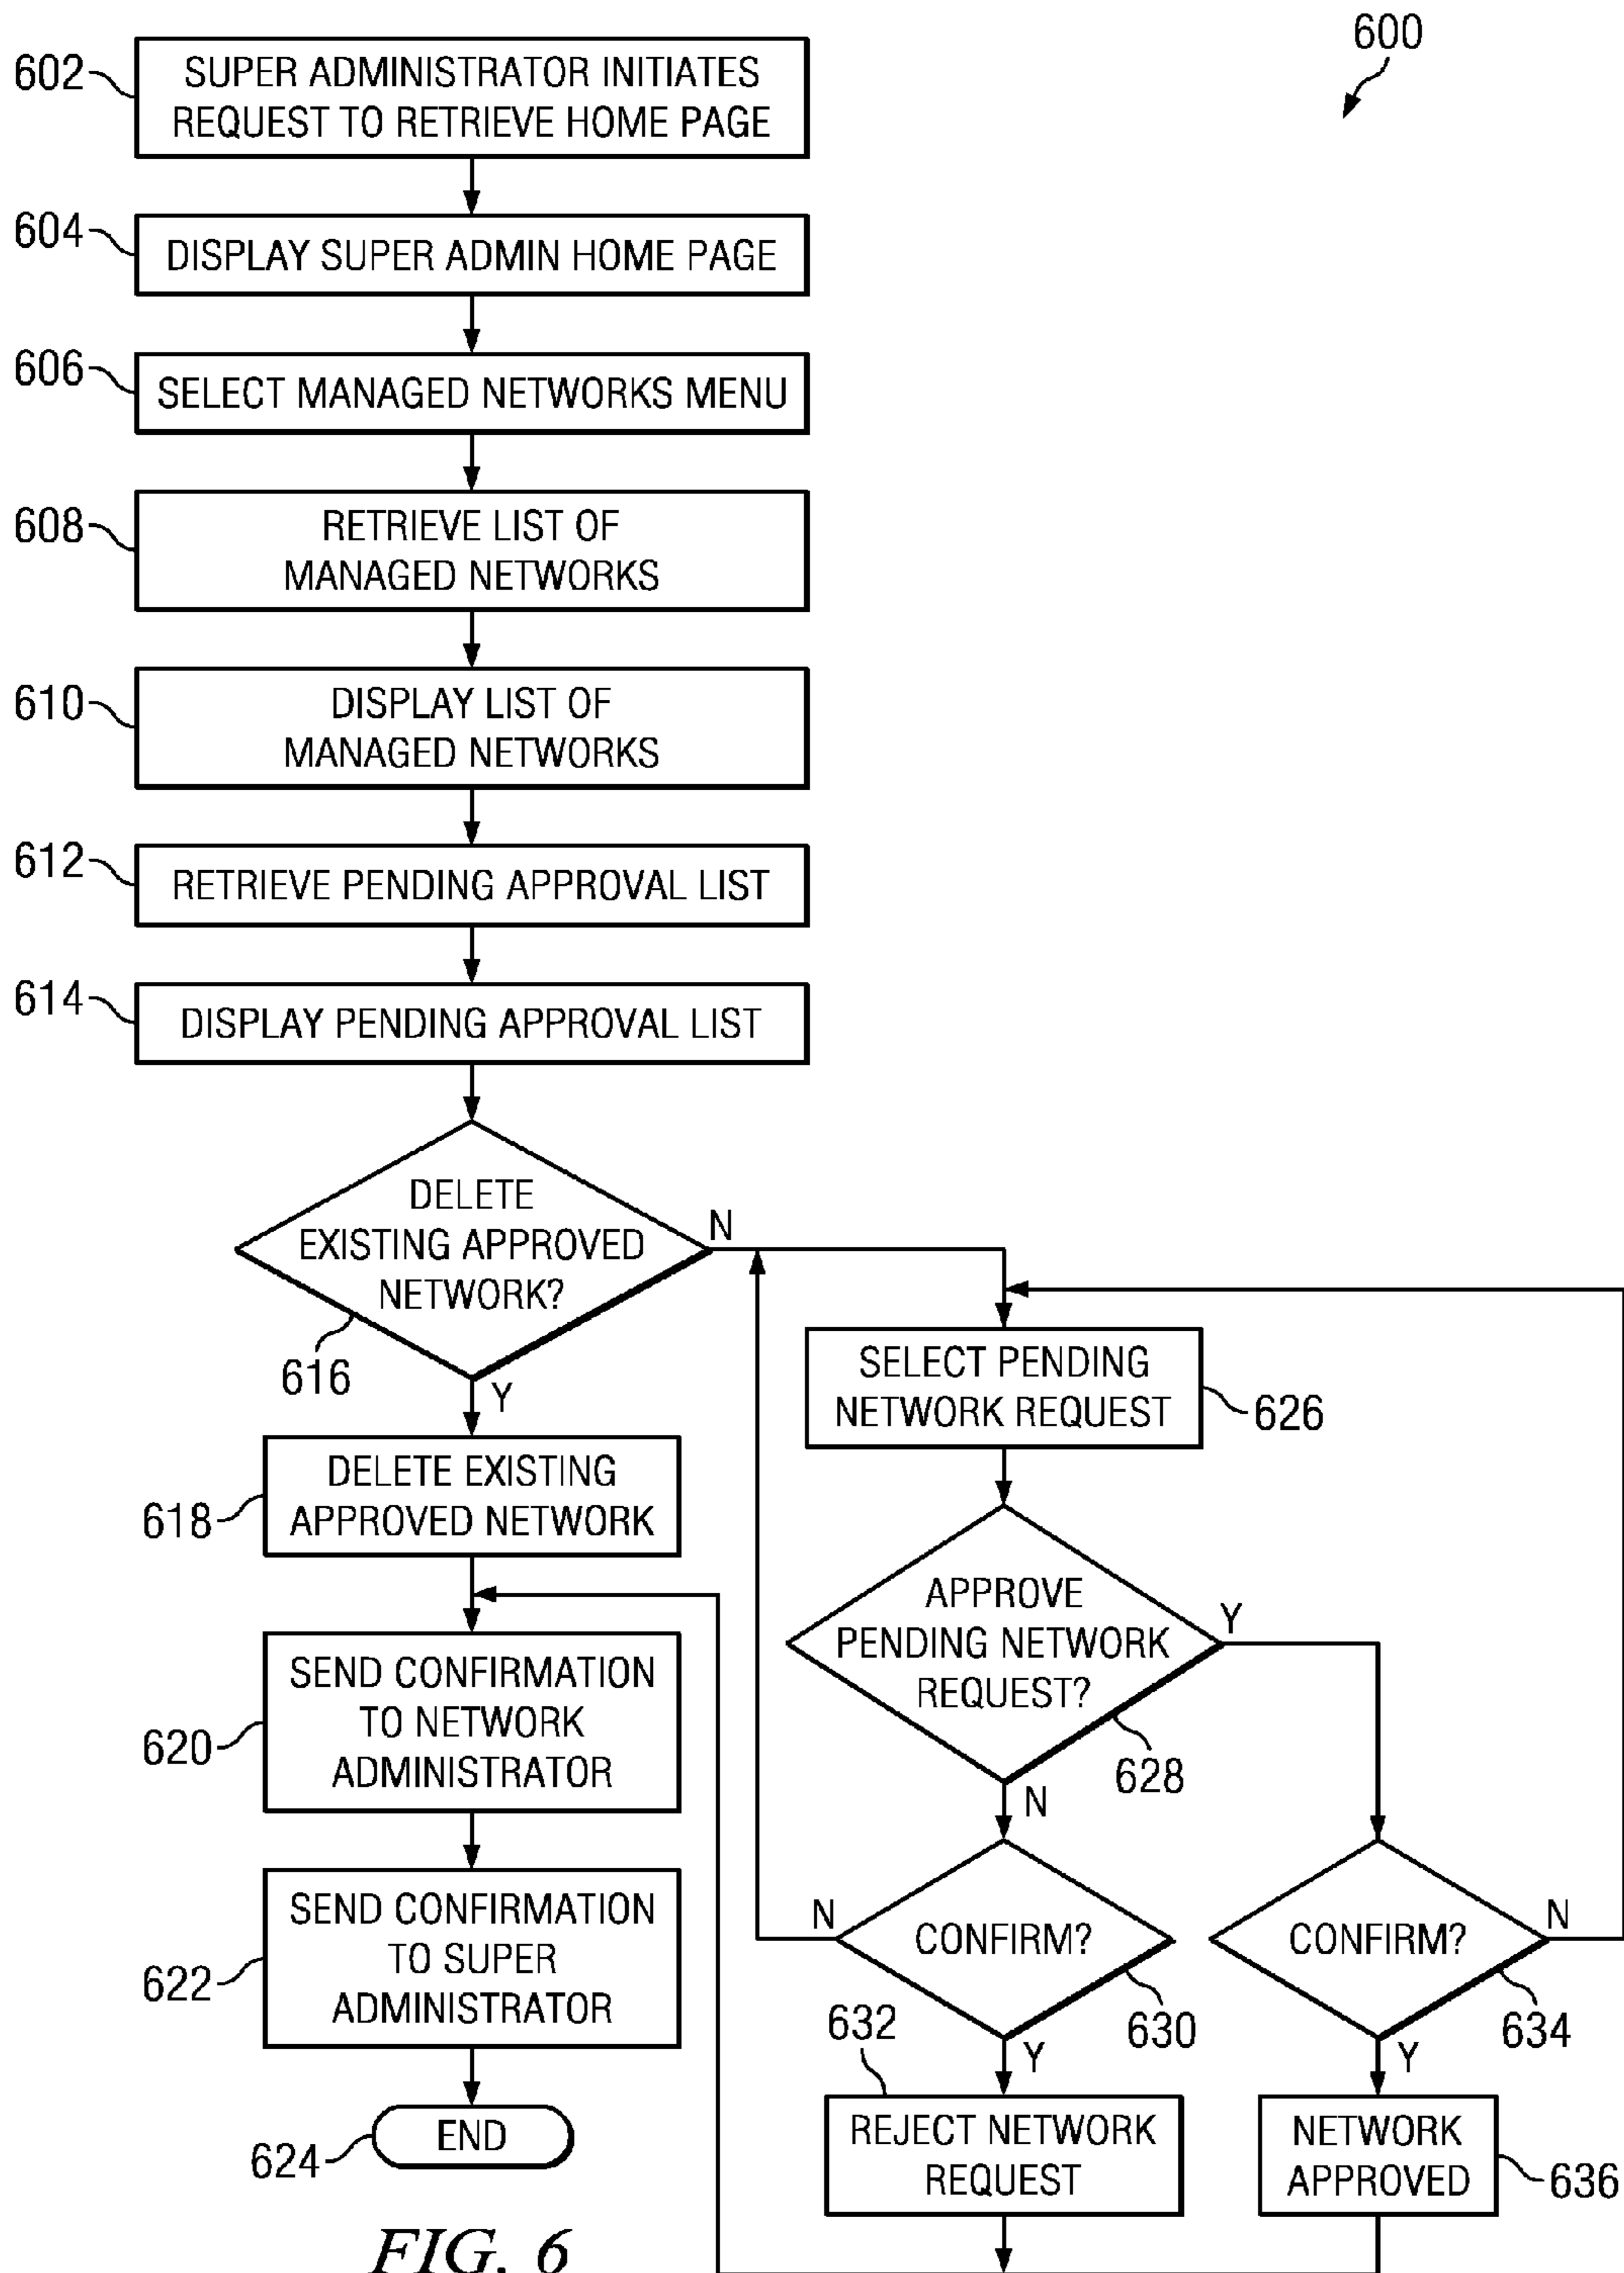 600
602
SUPER ADMINISTRATOR INITIATES
REQUEST TO RETRIEVE HOME PAGE
604
DISPLAY SUPER ADMIN HOME PAGE
606
SELECT MANAGED NETWORKS MENU
608
RETRIEVE LIST OF
MANAGED NETWORKS
610
DISPLAY LIST OF
MANAGED NETWORKS
612
RETRIEVE PENDING APPROVAL LIST
614
DISPLAY PENDING APPROVAL LIST
DELETE
EXISTING APPROVED
NETWORK?
616
N
Y
618
DELETE EXISTING
APPROVED NETWORK
620
SEND CONFIRMATION
TO NETWORK
ADMINISTRATOR
622
SEND CONFIRMATION
TO SUPER
ADMINISTRATOR
624
END
SELECT PENDING
NETWORK REQUEST
626
APPROVE
PENDING NETWORK
REQUEST?
628
Y
N
CONFIRM?
630
N
Y
632
REJECT NETWORK
REQUEST
CONFIRM?
634
N
Y
NETWORK
APPROVED
636
FIG. 6